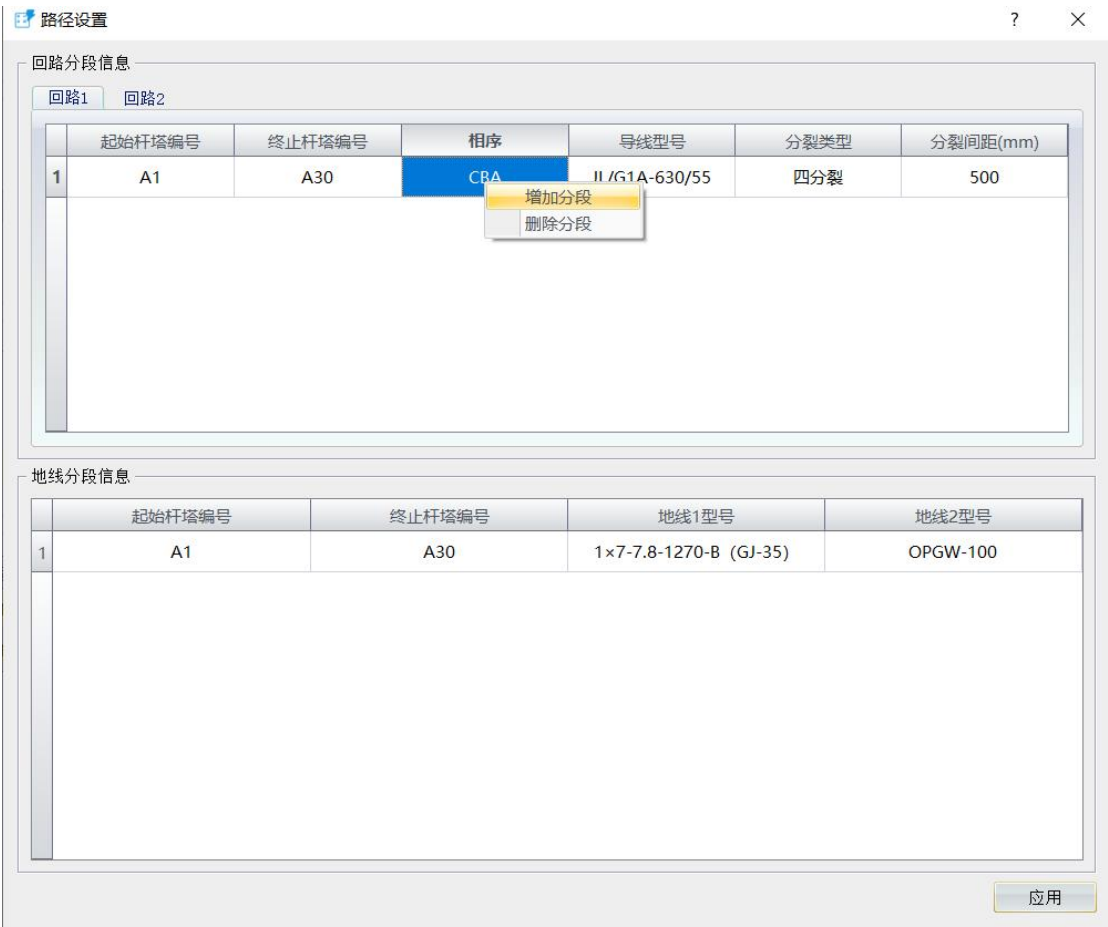 路径设置 ? ×
回路分段信息
回路1 回路2
起始杆塔编号 终止杆塔编号 相序 导线型号 分裂类型 分裂间距(mm)
1 A1 A30 CBA JL/G1A-630/55 四分裂 500
增加分段
删除分段
地线分段信息
起始杆塔编号 终止杆塔编号 地线1型号 地线2型号
1 A1 A30 1×7-7.8-1270-B (GJ-35) OPGW-100
应用